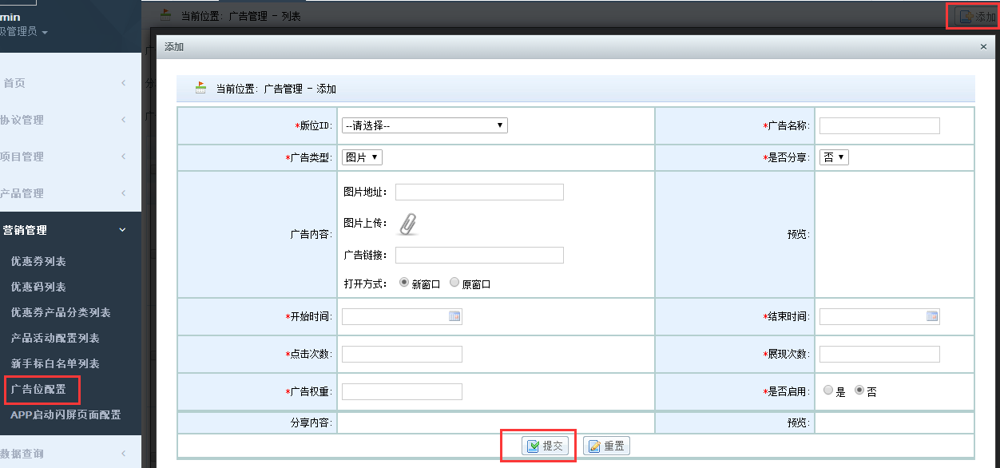 min
级管理员
首页
协议管理
项目管理
产品管理
营销管理
优惠券列表
优惠码列表
优惠券产品分类列表
产品活动配置列表
新手标白名单列表
广告位配置
APP启动闪屏页面配置
数据查询
当前位置: 广告管理 - 列表
添加
广
分
广
添加
×
当前位置: 广告管理 - 添加
*版位ID: --请选择-- *广告名称:
*广告类型: 图片 *是否分享: 否
广告内容: 预览:
图片地址:
图片上传:
广告链接:
打开方式: 新窗口 原窗口
*开始时间: *结束时间:
*点击次数: *展现次数:
*广告权重: *是否启用: 是 否
分享内容: 预览:
提交 重置